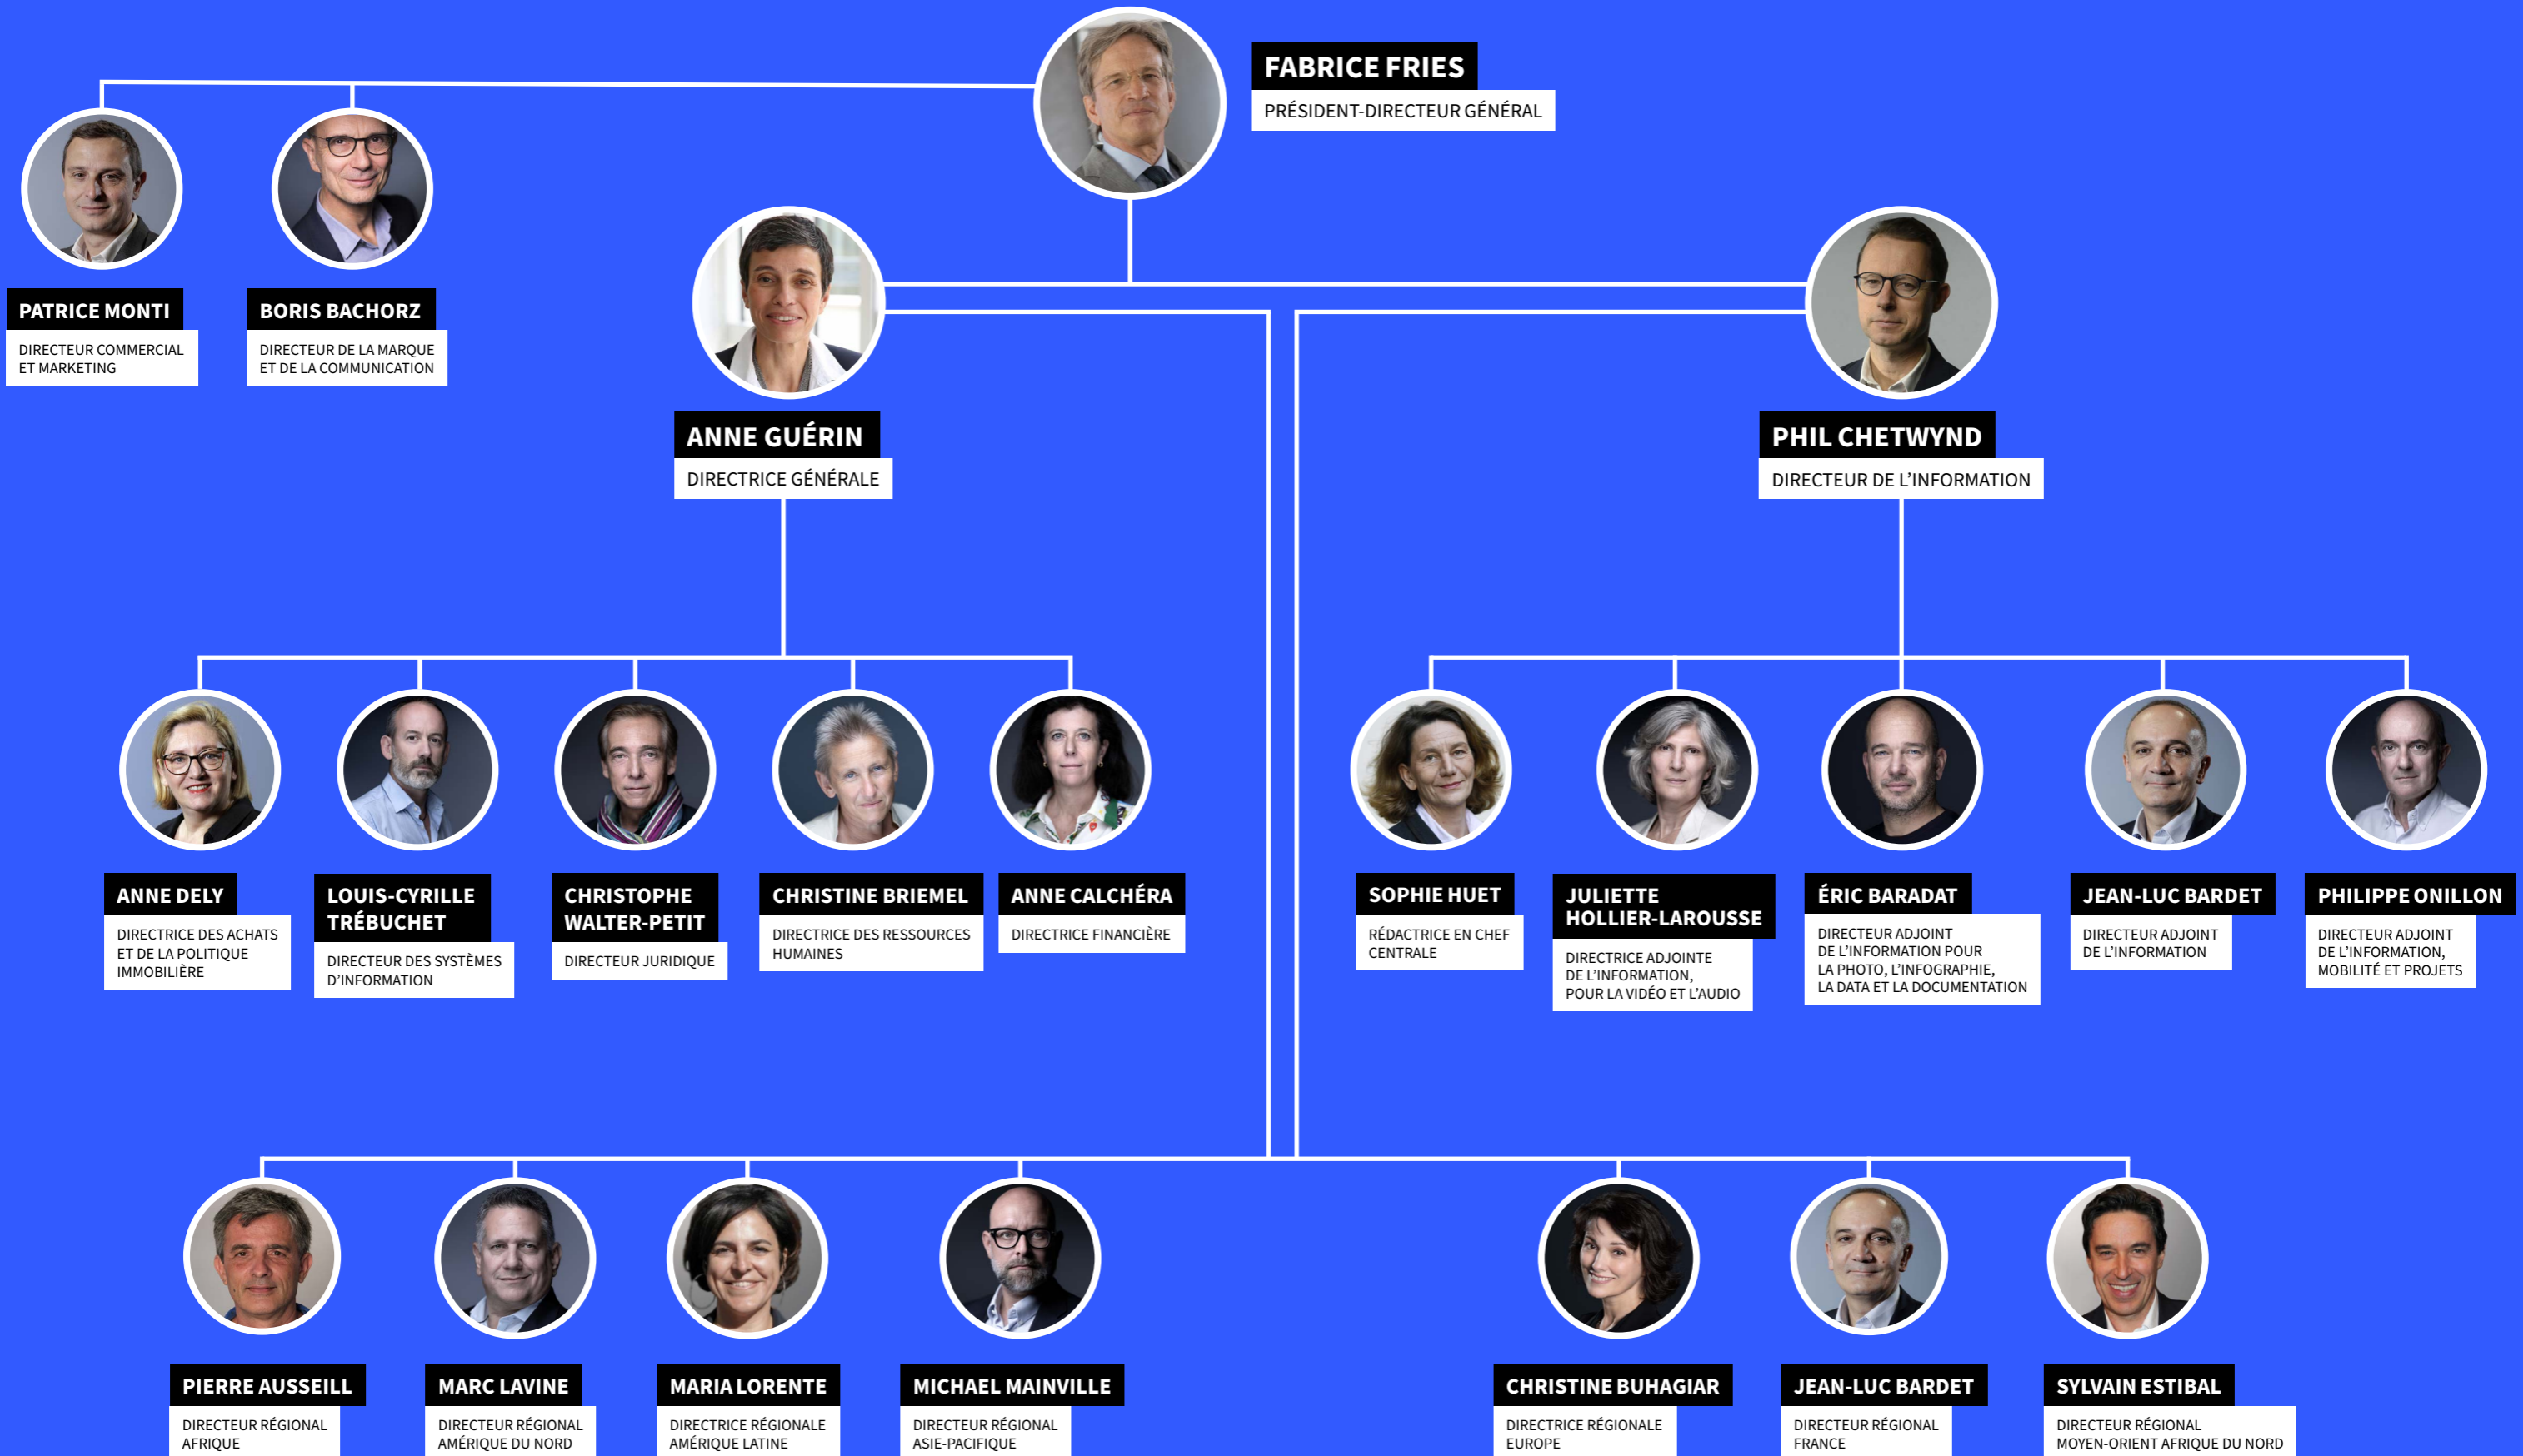 FABRICE FRIES
PRÉSIDENT-DIRECTEUR GÉNÉRAL
PATRICE MONTI
DIRECTEUR COMMERCIAL
ET MARKETING
BORIS BACHORZ
DIRECTEUR DE LA MARQUE
ET DE LA COMMUNICATION
ANNE GUÉRIN
DIRECTRICE GÉNÉRALE
PHIL CHETWYND
DIRECTEUR DE L’INFORMATION
ANNE DELY
DIRECTRICE DES ACHATS
ET DE LA POLITIQUE
IMMOBILIÈRE
LOUIS-CYRILLE
TRÉBUCHET
DIRECTEUR DES SYSTÈMES
D’INFORMATION
CHRISTOPHE
WALTER-PETIT
DIRECTEUR JURIDIQUE
CHRISTINE BRIEMEL
DIRECTRICE DES RESSOURCES
HUMAINES
ANNE CALCHÉRA
DIRECTRICE FINANCIÈRE
SOPHIE HUET
RÉDACTRICE EN CHEF
CENTRALE
JULIETTE
HOLLIER-LAROUSSE
DIRECTRICE ADJOINTE
DE L’INFORMATION,
POUR LA VIDÉO ET L’AUDIO
ÉRIC BARADAT
DIRECTEUR ADJOINT
DE L’INFORMATION POUR
LA PHOTO, L’INFOGRAPHIE,
LA DATA ET LA DOCUMENTATION
JEAN-LUC BARDET
DIRECTEUR ADJOINT
DE L’INFORMATION
PHILIPPE ONILLON
DIRECTEUR ADJOINT
DE L’INFORMATION,
MOBILITÉ ET PROJETS
PIERRE AUSSEILL
DIRECTEUR RÉGIONAL
AFRIQUE
MARC LAVINE
DIRECTEUR RÉGIONAL
AMÉRIQUE DU NORD
MARIA LORENTE
DIRECTRICE RÉGIONALE
AMÉRIQUE LATINE
MICHAEL MAINVILLE
DIRECTEUR RÉGIONAL
ASIE-PACIFIQUE
CHRISTINE BUHAGIAR
DIRECTRICE RÉGIONALE
EUROPE
JEAN-LUC BARDET
DIRECTEUR RÉGIONAL
FRANCE
SYLVAIN ESTIBAL
DIRECTEUR RÉGIONAL
MOYEN-ORIENT AFRIQUE DU NORD